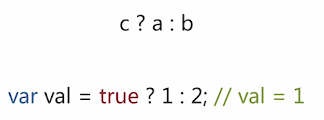 c ? a : b
var val = true ? 1 : 2; // val = 1